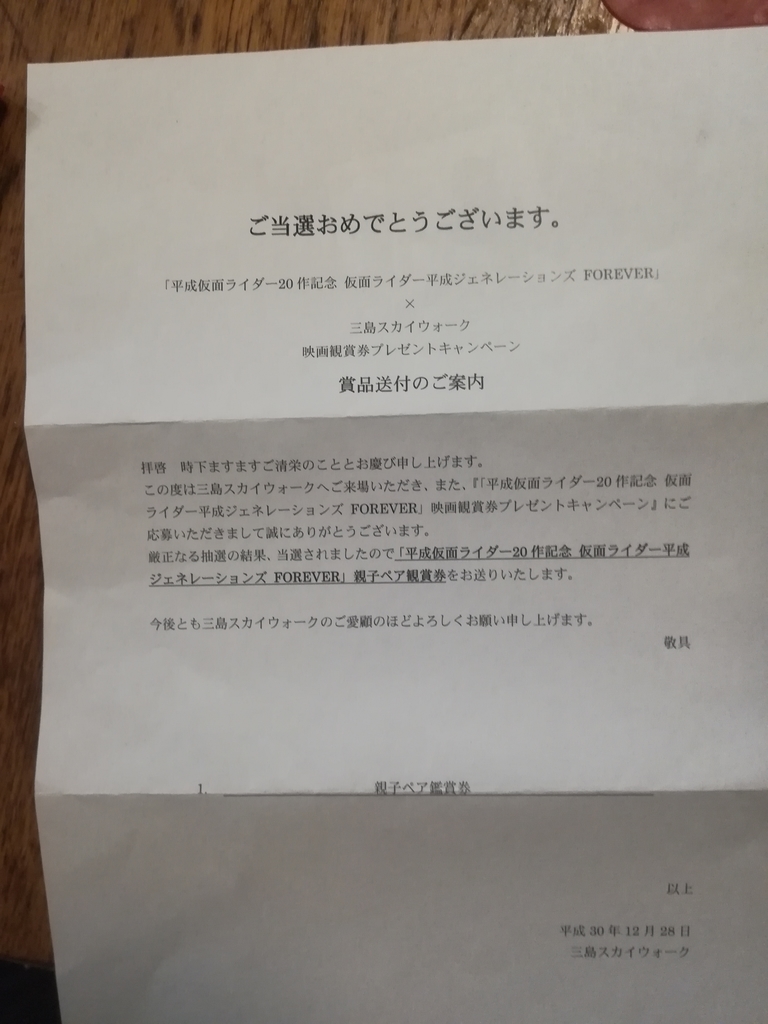 ご当選おめでとうございます。
「平成仮面ライダー20作記念 仮面ライダー平成ジェネレーションズ FOREVER」
×
三島スカイウォーク
映画観賞券プレゼントキャンペーン
賞品送付のご案内
拝啓　時下ますますご清栄のこととお慶び申し上げます。
この度は三島スカイウォークへご来場いただき、また、『「平成仮面ライダー20作記念 仮面
ライダー平成ジェネレーションズ FOREVER」映画観賞券プレゼントキャンペーン』にご
応募いただきまして誠にありがとうございます。
厳正なる抽選の結果、当選されましたので「平成仮面ライダー20作記念 仮面ライダー平成
ジェネレーションズ FOREVER」親子ペア観賞券をお送りいたします。
今後とも三島スカイウォークのご愛顧のほどよろしくお願い申し上げます。
敬具
1. 親子ペア鑑賞券
以上
平成30年12月28日
三島スカイウォーク